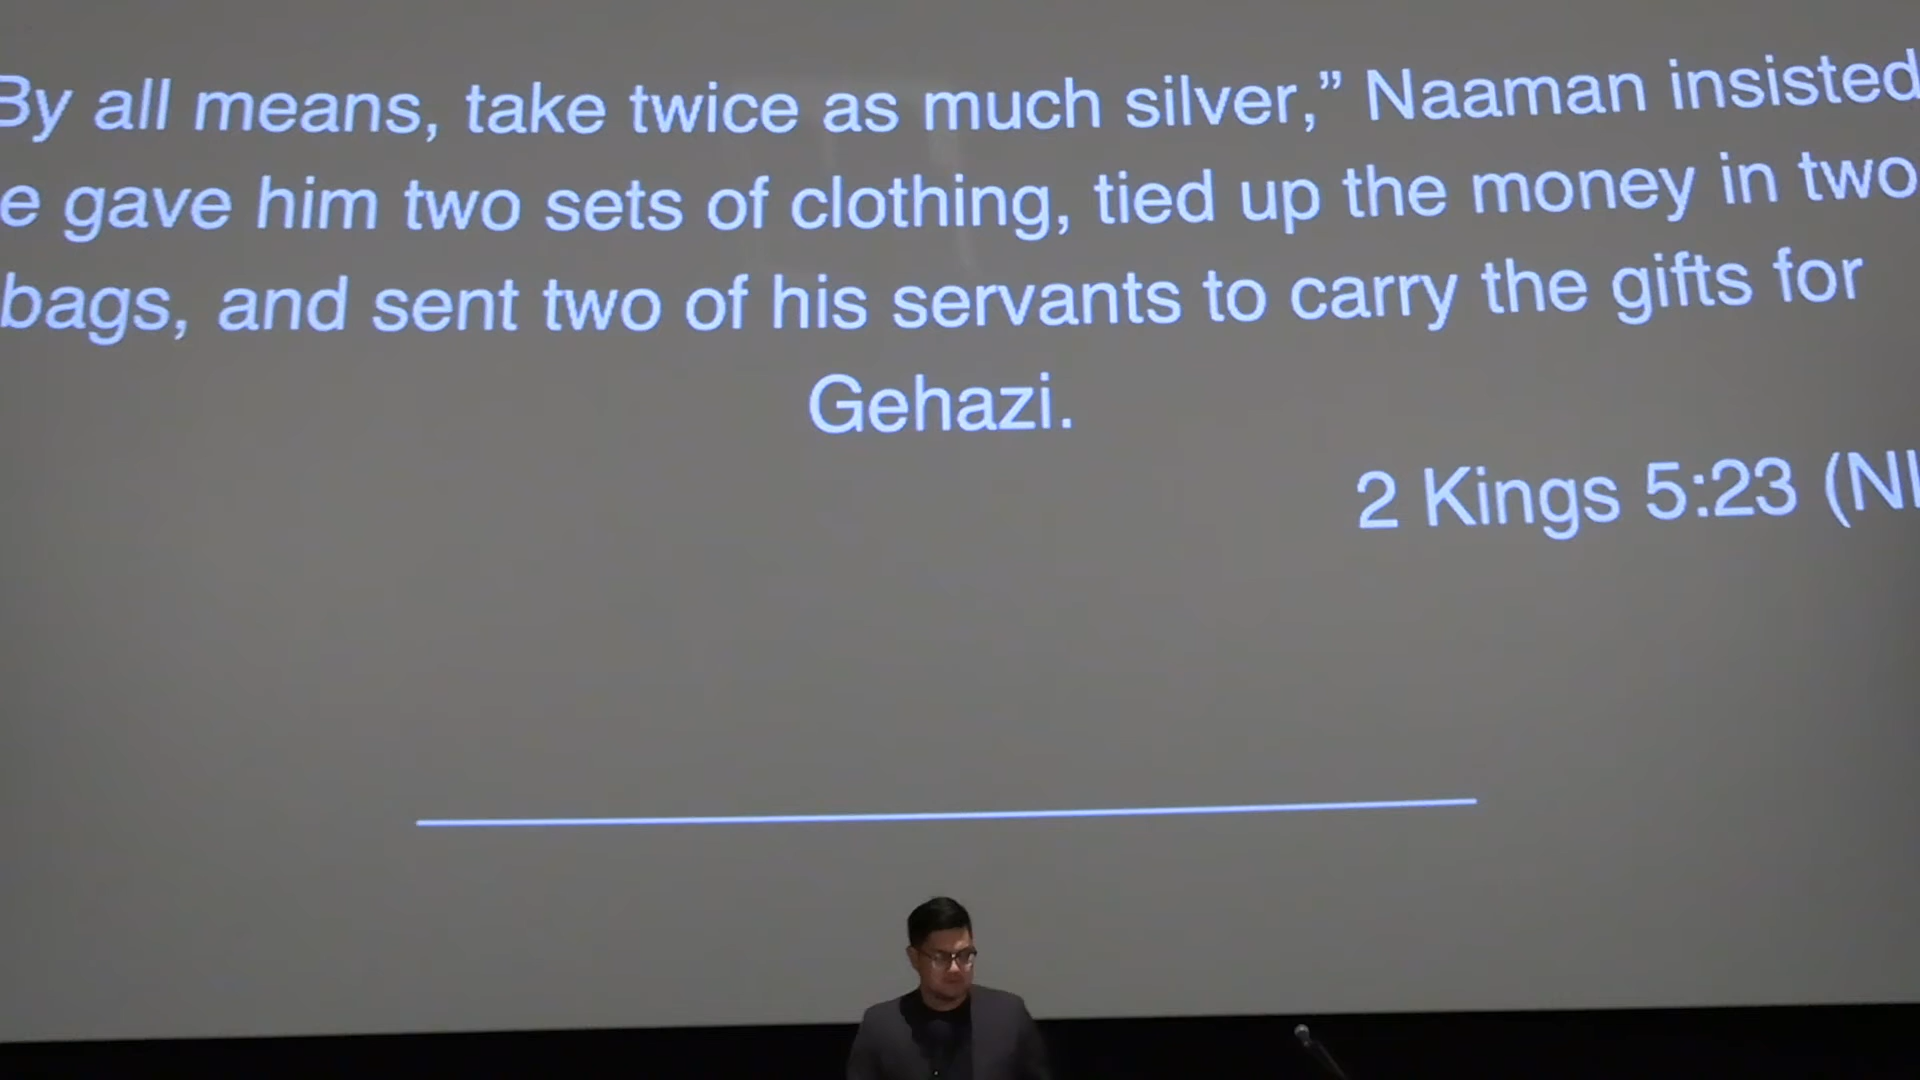 By all means, take twice as much silver,” Naaman insisted
e gave him two sets of clothing, tied up the money in two
bags, and sent two of his servants to carry the gifts for
Gehazi.
2 Kings 5:23 (NL